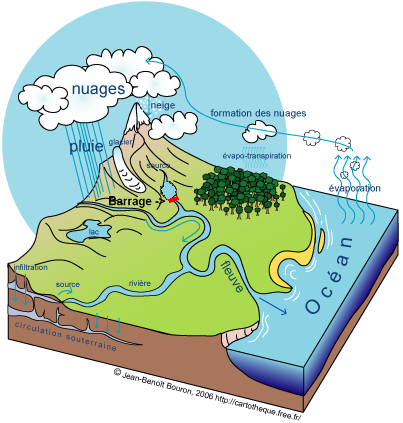 nuages
neige
formation des nuages
pluie
glacier
source
évapo-transpiration
évaporation
Barrage ->
lac
Océan
infiltration
source
rivière
fleuve
circulation souterraine
© Jean-Benoît Bouron, 2006 http://cartotheque.free.fr/